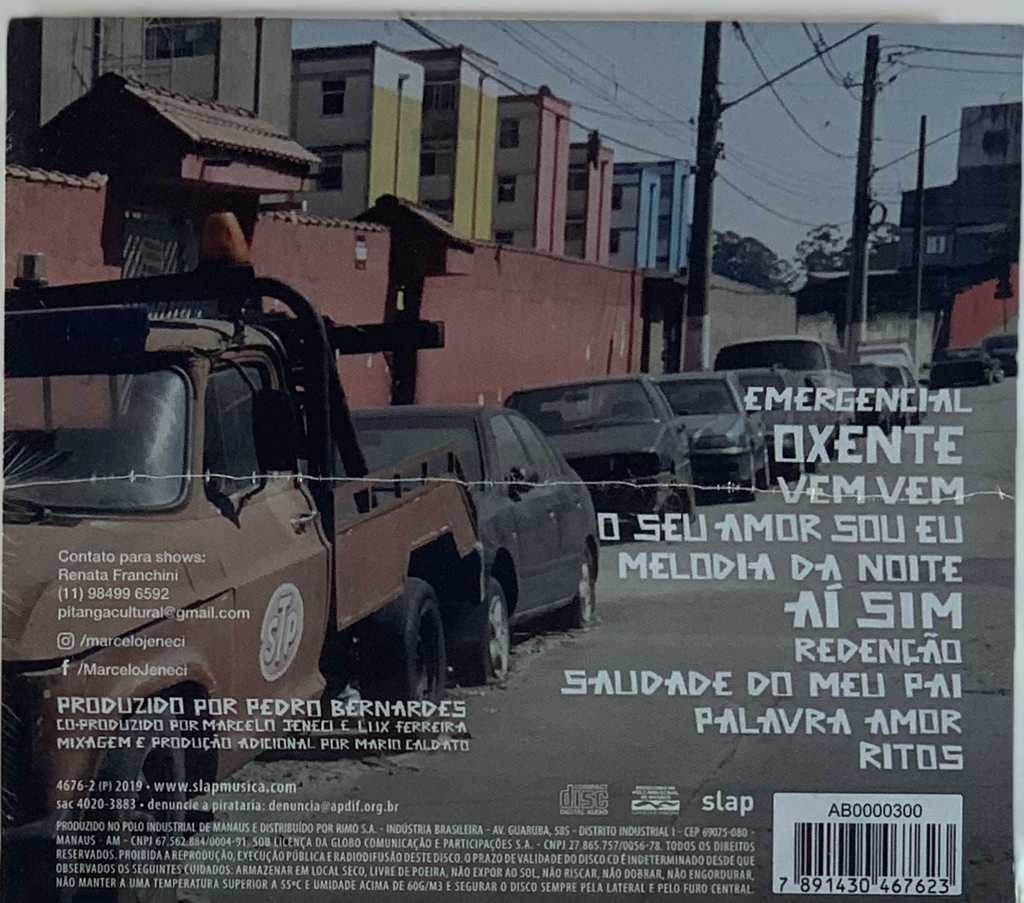 EMERGENCIAL
OXENTE
VEM VEM
O SEU AMOR SOU EU
MELODIA DA NOITE
AÍ SIM
REDENÇÃO
SAUDADE DO MEU PAI
PALAVRA AMOR
RITOS
Contato para shows:
Renata Franchini
(11) 98499 6592
pitangacultural@gmail.com
/marcelojeneci
f /MarceloJeneci
STP
PRODUZIDO POR PEDRO BERNARDES
CO-PRODUZIDO POR MARCELO JENECI E LUX FERREIRA
MIXAGEM E PRODUÇÃO ADICIONAL POR MARIO CALDATO
4676-2 (P) 2019 • www.slapmusica.com
sac 4020-3883 • denuncie a pirataria: denuncia@apdif.org.br
COMPACT
disc
DIGITAL AUDIO
slap
PRODUZIDO NO POLO INDUSTRIAL DE MANAUS E DISTRIBUÍDO POR RIMO S.A. - INDÚSTRIA BRASILEIRA - AV. GUARUBA, 585 - DISTRITO INDUSTRIAL I - CEP 69075-080 -
MANAUS - AM - CNPJ 67.562.884/0004-91, SOB LICENÇA DA GLOBO COMUNICAÇÃO E PARTICIPAÇÕES S.A. - CNPJ 27.865.757/0056-78. TODOS OS DIREITOS
RESERVADOS. PROIBIDA A REPRODUÇÃO, EXECUÇÃO PÚBLICA E RADIODIFUSÃO DESTE DISCO. O PRAZO DE VALIDADE DO DISCO CD É INDETERMINADO DESDE QUE
OBSERVADOS OS SEGUINTES CUIDADOS: ARMAZENAR EM LOCAL SECO, LIVRE DE POEIRA, NÃO EXPOR AO SOL, NÃO RISCAR, NÃO DOBRAR, NÃO ENGORDURAR,
NÃO MANTER A UMA TEMPERATURA SUPERIOR A 55ºC E UMIDADE ACIMA DE 60G/M3 E SEGURAR O DISCO SEMPRE PELA LATERAL E PELO FURO CENTRAL.
AB0000300
7 891430 467623